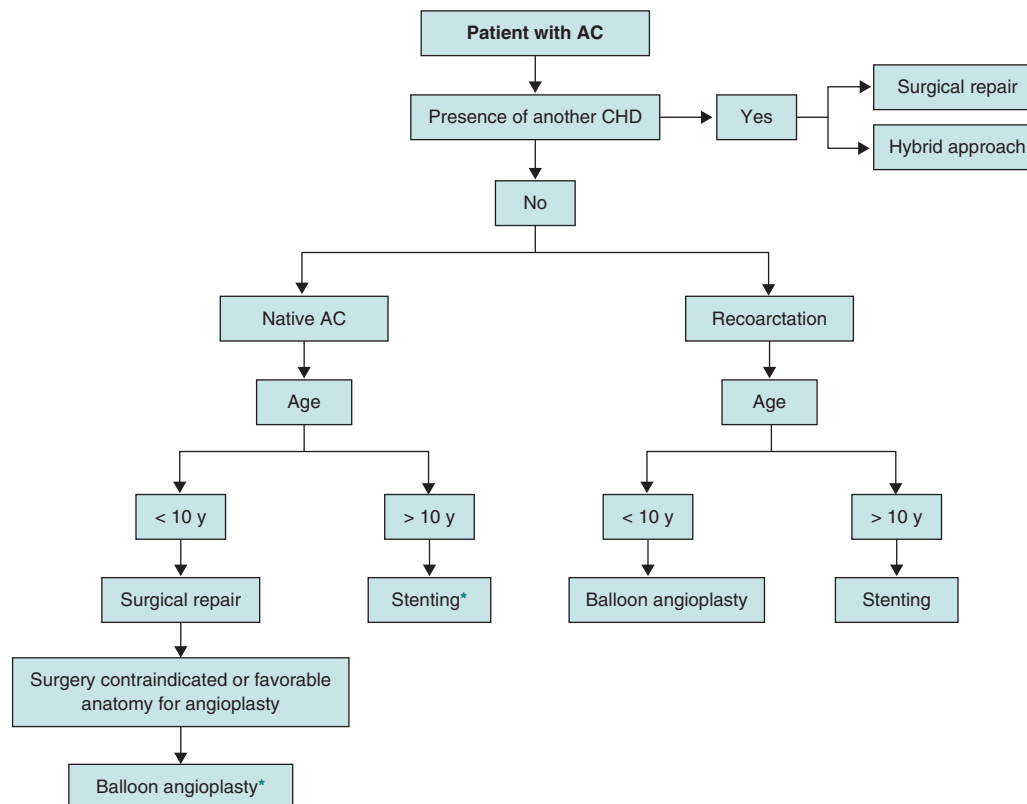 Patient with AC
Presence of another CHD
Yes
Surgical repair
Hybrid approach
No
Native AC
Recoarctation
Age
Age
< 10 y
> 10 y
< 10 y
> 10 y
Surgical repair
Stenting*
Balloon angioplasty
Stenting
Surgery contraindicated or favorable
anatomy for angioplasty
Balloon angioplasty*